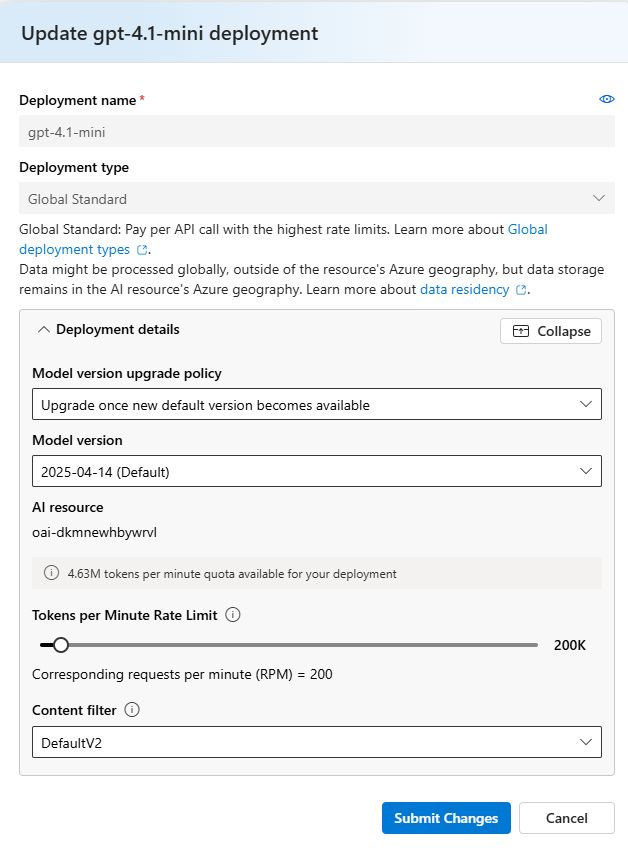 Update gpt-4.1-mini deployment
Deployment name *
gpt-4.1-mini
Deployment type
Global Standard
Global Standard: Pay per API call with the highest rate limits. Learn more about Global
deployment types.
Data might be processed globally, outside of the resource's Azure geography, but data storage
remains in the AI resource's Azure geography. Learn more about data residency.
Deployment details
Collapse
Model version upgrade policy
Upgrade once new default version becomes available
Model version
2025-04-14 (Default)
AI resource
oai-dkmnewhbywrvl
4.63M tokens per minute quota available for your deployment
Tokens per Minute Rate Limit
200K
Corresponding requests per minute (RPM) = 200
Content filter
DefaultV2
Submit Changes
Cancel